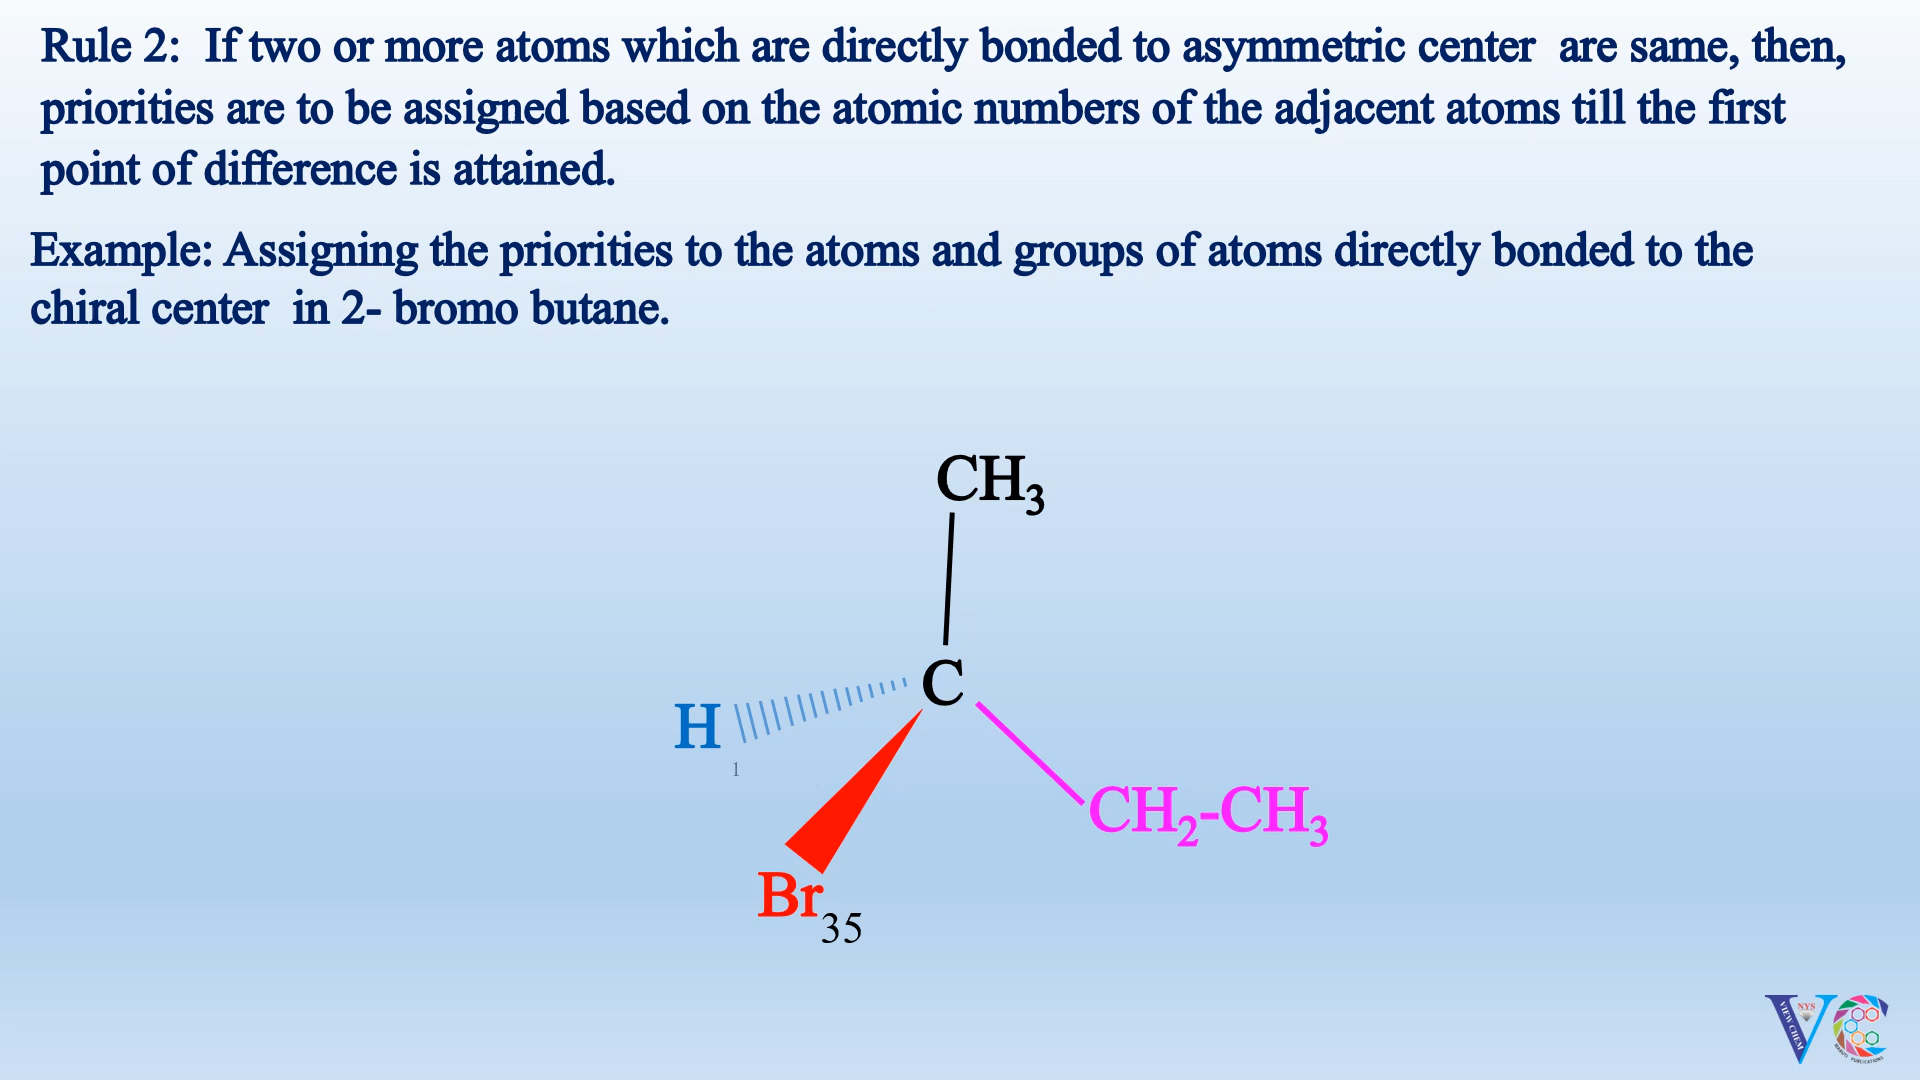 Rule 2:  If two or more atoms which are directly bonded to asymmetric center  are same, then,
priorities are to be assigned based on the atomic numbers of the adjacent atoms till the first
point of difference is attained.
Example: Assigning the priorities to the atoms and groups of atoms directly bonded to the
chiral center  in 2- bromo butane.
CH3
C
H
1
CH2-CH3
Br35
NYS
VIEW CHEM